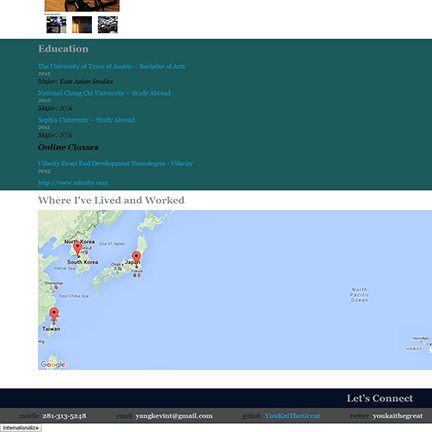 Education
The University of Texas at Austin -- Bachelor of Arts
2012
Major: East Asian Studies
National Cheng Chi University -- Study Abroad
2010
Major: N/A
Sophia University -- Study Abroad
2011
Major: N/A
Online Classes
Udacity Front End Development Nanodegree - Udacity
2015
http://www.udacity.com
Where I've Lived and Worked
North Korea
Sea of Japan
South Korea
Japan
Yellow Sea
Tokyo
East China Sea
Taiwan
North
Pacific
Ocean
Google
Let's Connect
mobile 281-313-5248 email yangkevint@gmail.com github YouKaiTheGreat twitter youkaithegreat
Internationalize